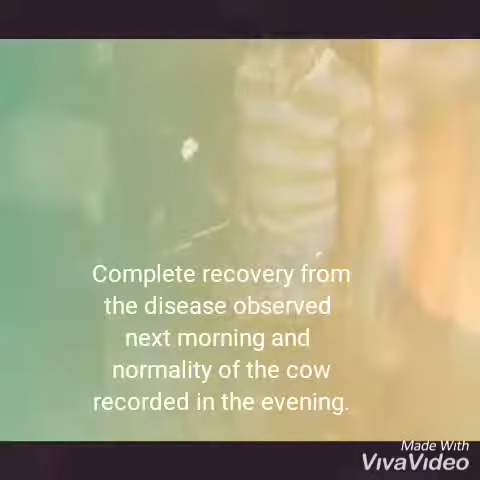 Complete recovery from
the disease observed
next morning and
normality of the cow
recorded in the evening.
Made With
VivaVideo